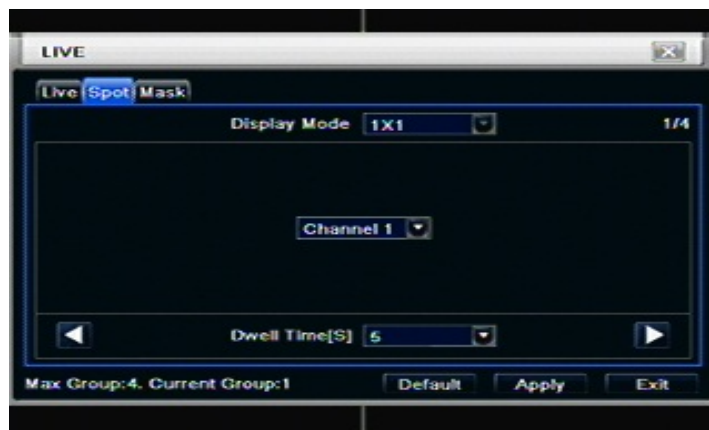 LIVE
Live Spot Mask
Display Mode 1X1 1/4
Channel 1
Dwell Time[S] 5
Max Group:4. Current Group:1 Default Apply Exit